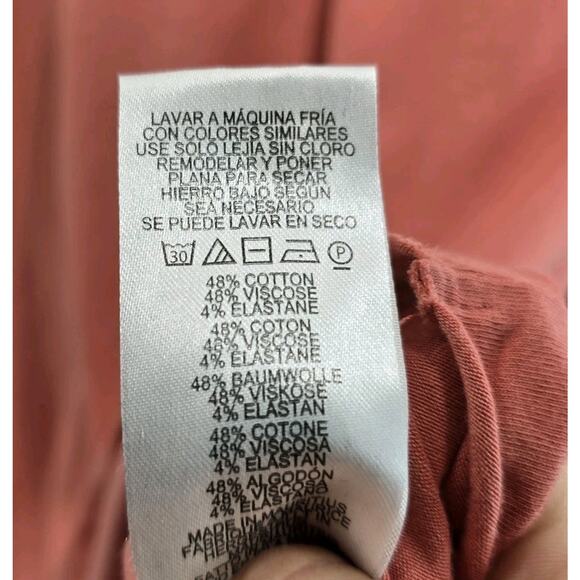 LAVAR A MÁQUINA FRÍA
CON COLORES SIMILARES
USE SOLO LEJÍA SIN CLORO
REMODELAR Y PONER
PLANA PARA SECAR
HIERRO BAJO SEGÚN
SEA NECESARIO
SE PUEDE LAVAR EN SECO
30 P
48% COTTON
48% VISCOSE
4% ELASTANE
48% COTON
48% VISCOSE
4% ÉLASTANE
48% BAUMWOLLE
48% VISKOSE
4% ELASTAN
48% COTONE
48% VISCOSA
4% ELASTAN
48% ALGODÓN
48% VISCOSA
MADE IN